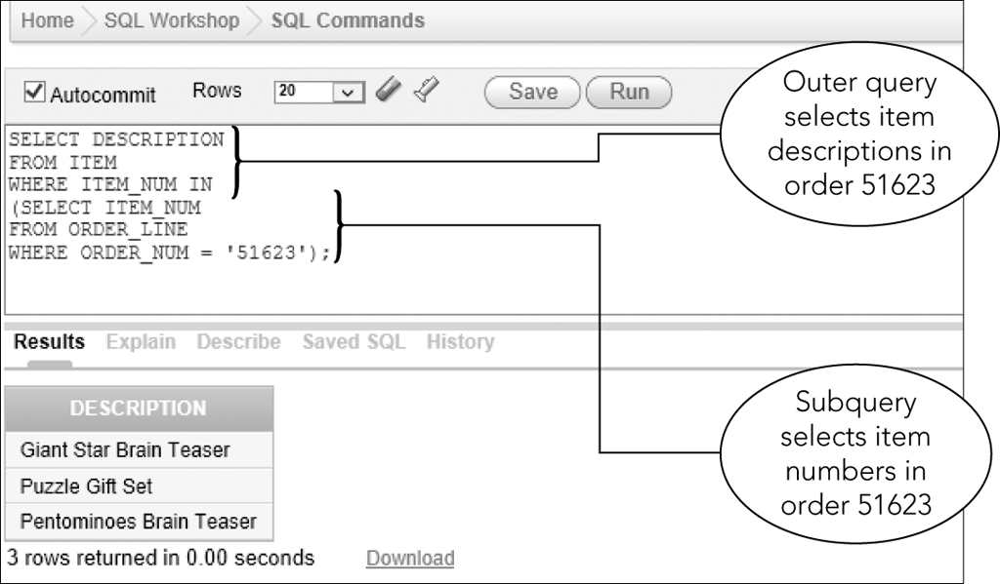 Home SQL Workshop SQL Commands
Autocommit Rows 20 Save Run
SELECT DESCRIPTION
FROM ITEM
WHERE ITEM_NUM IN
(SELECT ITEM_NUM
FROM ORDER_LINE
WHERE ORDER_NUM = '51623');
Outer query
selects item
descriptions in
order 51623
Results Explain Describe Saved SQL History
DESCRIPTION
Giant Star Brain Teaser
Puzzle Gift Set
Pentominoes Brain Teaser
3 rows returned in 0.00 seconds Download
Subquery
selects item
numbers in
order 51623